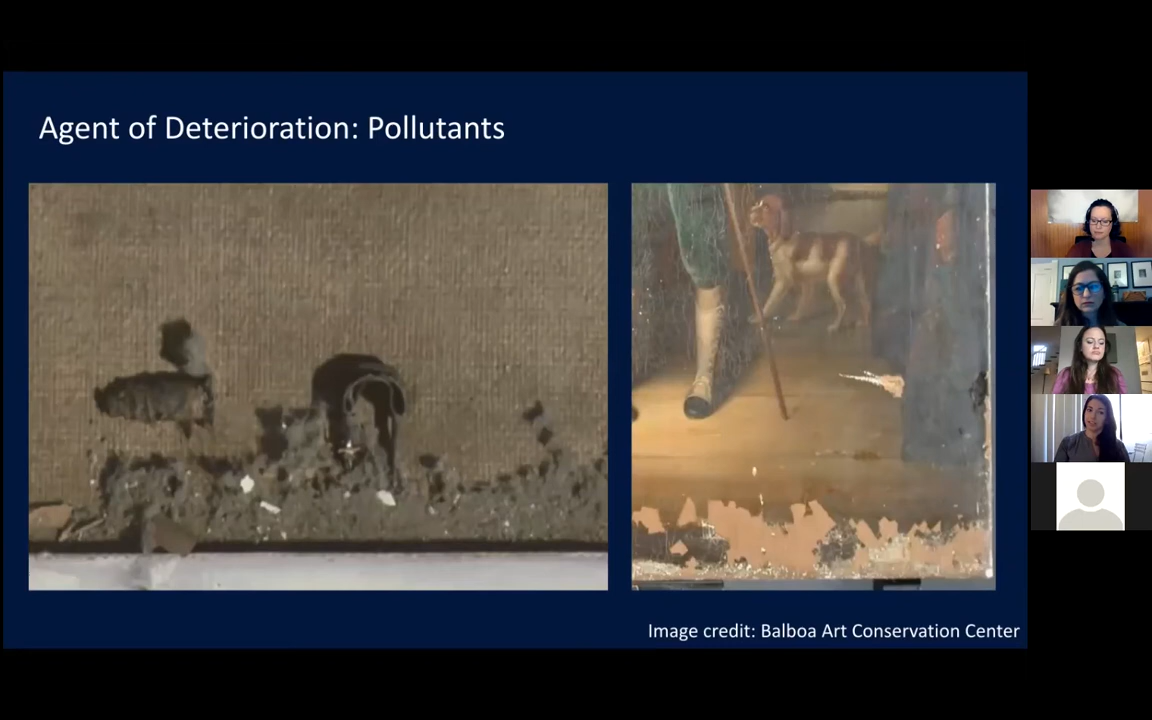 Agent of Deterioration: Pollutants
Image credit: Balboa Art Conservation Center